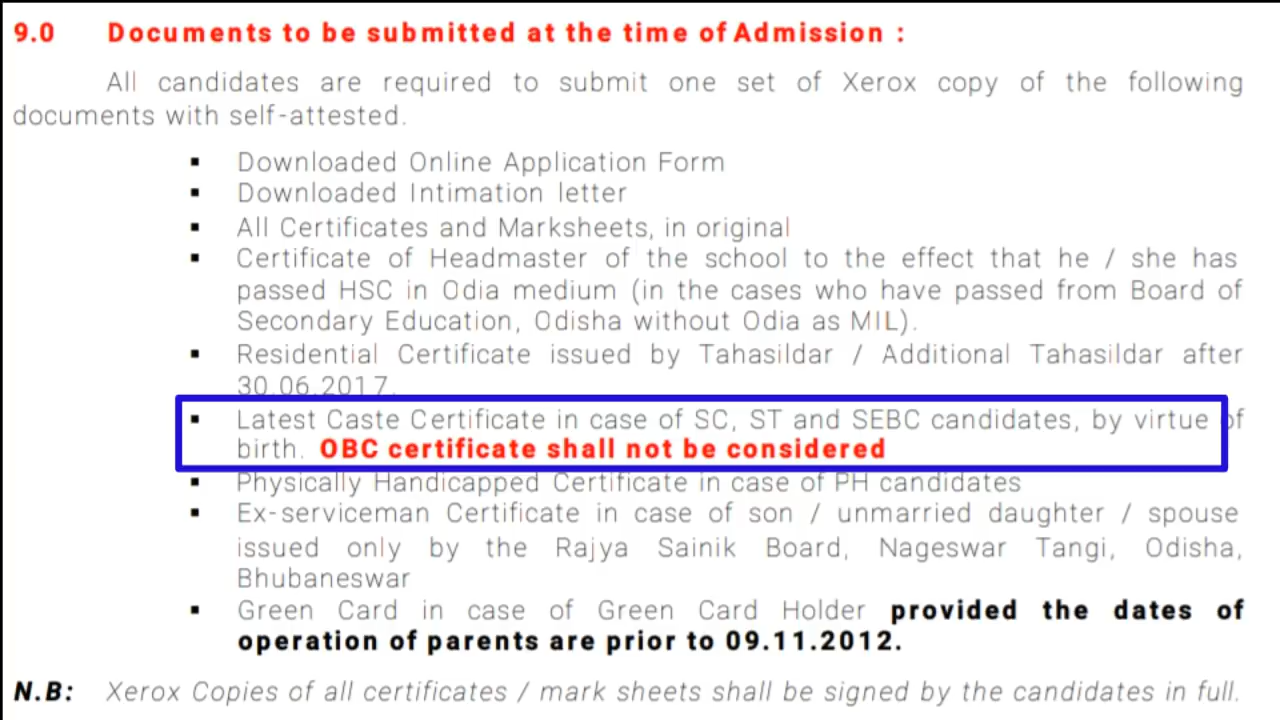 9.0 Documents to be submitted at the time of Admission :
All candidates are required to submit one set of Xerox copy of the following
documents with self-attested.
▪ Downloaded Online Application Form
▪ Downloaded Intimation letter
▪ All Certificates and Marksheets, in original
▪ Certificate of Headmaster of the school to the effect that he / she has
passed HSC in Odia medium (in the cases who have passed from Board of
Secondary Education, Odisha without Odia as MIL).
▪ Residential Certificate issued by Tahasildar / Additional Tahasildar after
30.06.2017.
▪ Latest Caste Certificate in case of SC, ST and SEBC candidates, by virtue of
birth. OBC certificate shall not be considered
▪ Physically Handicapped Certificate in case of PH candidates
▪ Ex-serviceman Certificate in case of son / unmarried daughter / spouse
issued only by the Rajya Sainik Board, Nageswar Tangi, Odisha,
Bhubaneswar
▪ Green Card in case of Green Card Holder provided the dates of
operation of parents are prior to 09.11.2012.
N.B: Xerox Copies of all certificates / mark sheets shall be signed by the candidates in full.